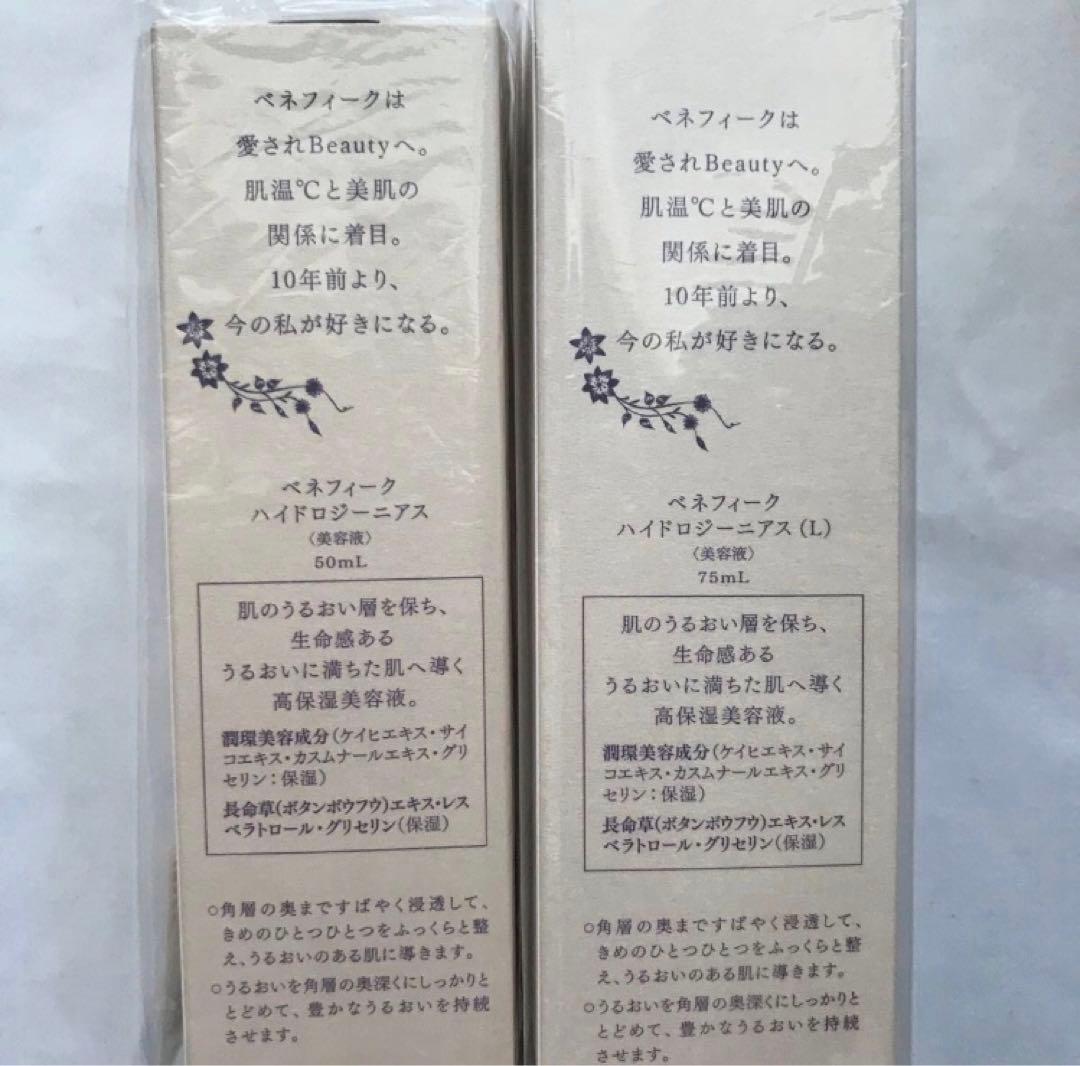 ベネフィークは
愛されBeautyへ。
肌温℃と美肌の
関係に着目。
10年前より、
今の私が好きになる。
ベネフィーク
ハイドロジーニアス
〈美容液〉
50mL
肌のうるおい層を保ち、
生命感ある
うるおいに満ちた肌へ導く
高保湿美容液。
潤環美容成分(ケイヒエキス・サイ
コエキス・カスムナールエキス・グリ
セリン:保湿)
長命草(ボタンボウフウ)エキス・レス
ベラトロール・グリセリン(保湿)
○角層の奥まですばやく浸透して、
きめのひとつひとつをふっくらと整
え、うるおいのある肌に導きます。
○うるおいを角層の奥深くにしっかりと
とどめて、豊かなうるおいを持続
させます。
ベネフィークは
愛されBeautyへ。
肌温℃と美肌の
関係に着目。
10年前より、
今の私が好きになる。
ベネフィーク
ハイドロジーニアス(L)
〈美容液〉
75mL
肌のうるおい層を保ち、
生命感ある
うるおいに満ちた肌へ導く
高保湿美容液。
潤環美容成分(ケイヒエキス・サイ
コエキス・カスムナールエキス・グリ
セリン:保湿)
長命草(ボタンボウフウ)エキス・レス
ベラトロール・グリセリン(保湿)
○角層の奥まですばやく浸透して、
きめのひとつひとつをふっくらと整
え、うるおいのある肌に導きます。
○うるおいを角層の奥深くにしっかりと
とどめて、豊かなうるおいを持続
させます。